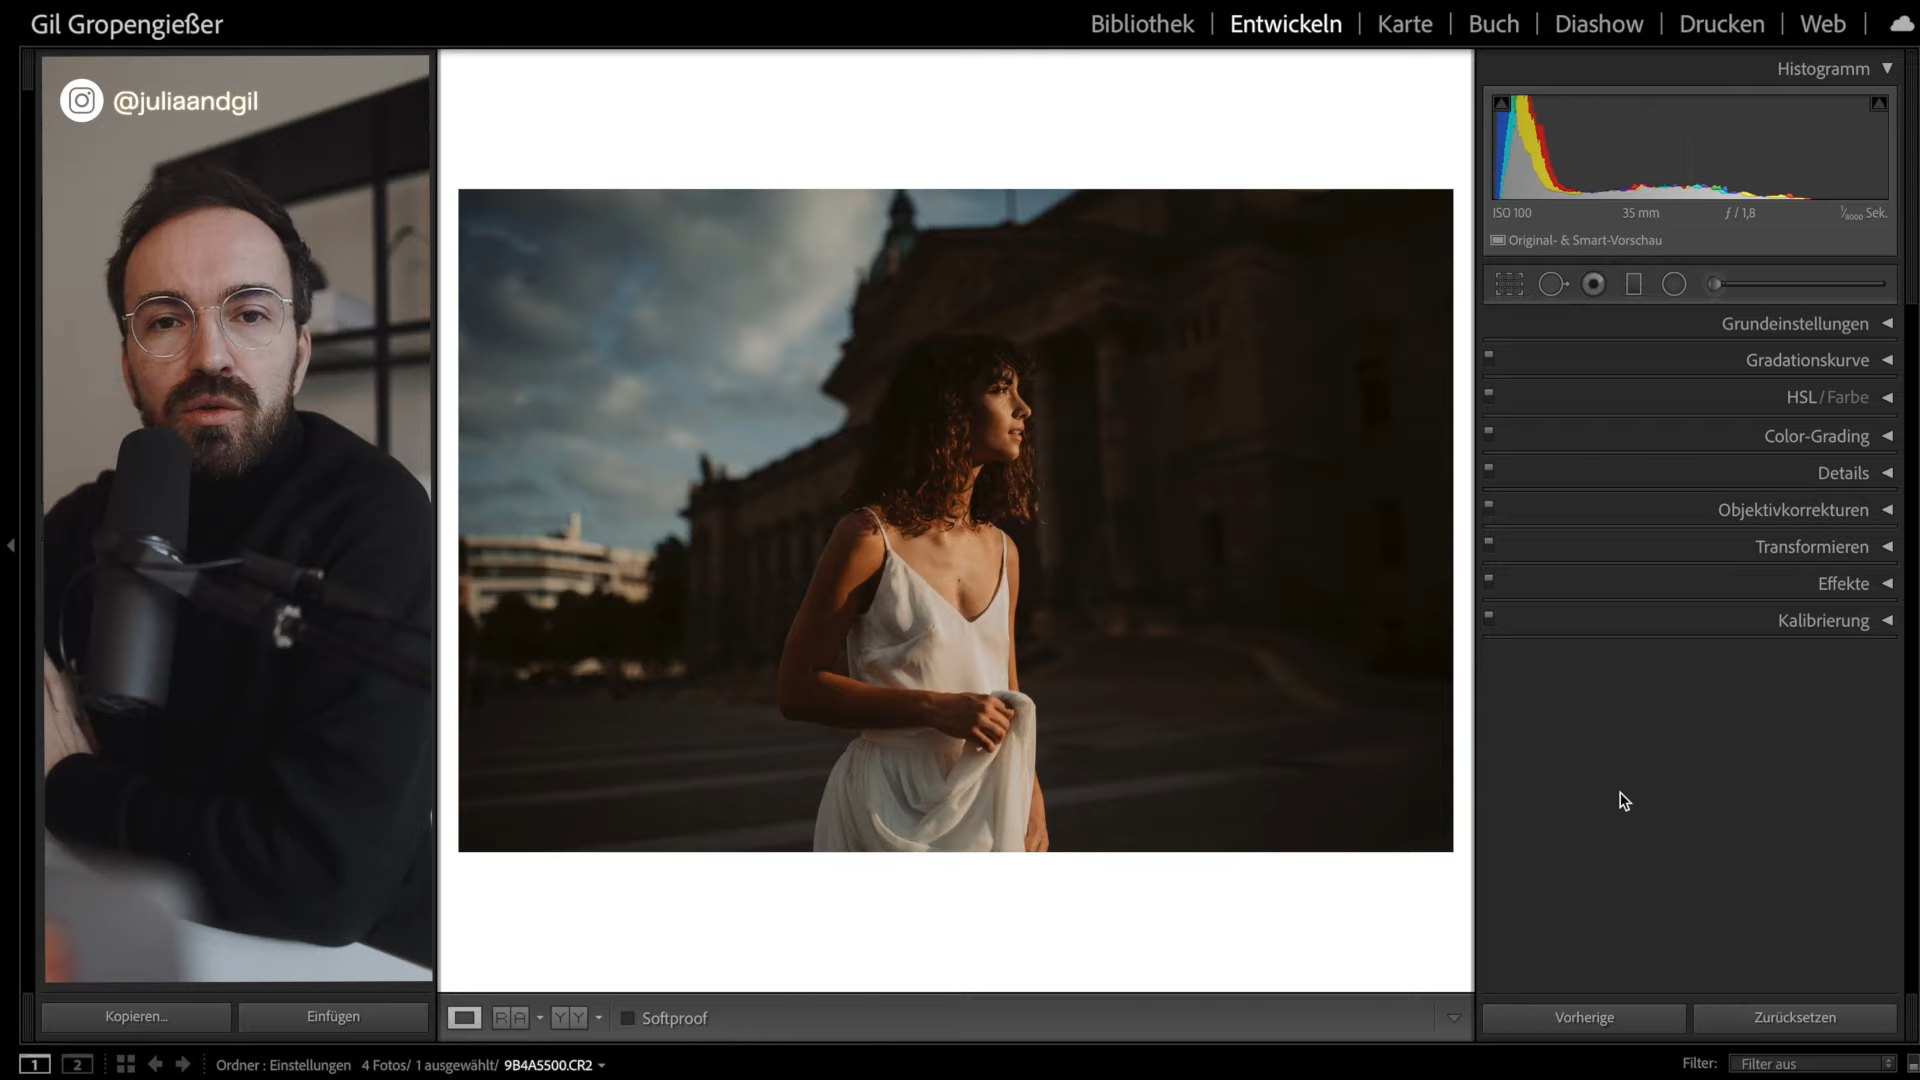 Gil Gropengießer
Bibliothek | Entwickeln | Karte | Buch | Diashow | Drucken | Web
@juliaandgil
Histogramm
ISO 100 35 mm ƒ / 1,8 1/8000 Sek.
Original- & Smart-Vorschau
Grundeinstellungen
Gradationskurve
HSL / Farbe
Color-Grading
Details
Objektivkorrekturen
Transformieren
Effekte
Kalibrierung
Kopieren... Einfügen
R A Y Y Softproof
Vorherige Zurücksetzen
1 2 Ordner : Einstellungen 4 Fotos/ 1 ausgewählt/ 9B4A5500.CR2
Filter: Filter aus